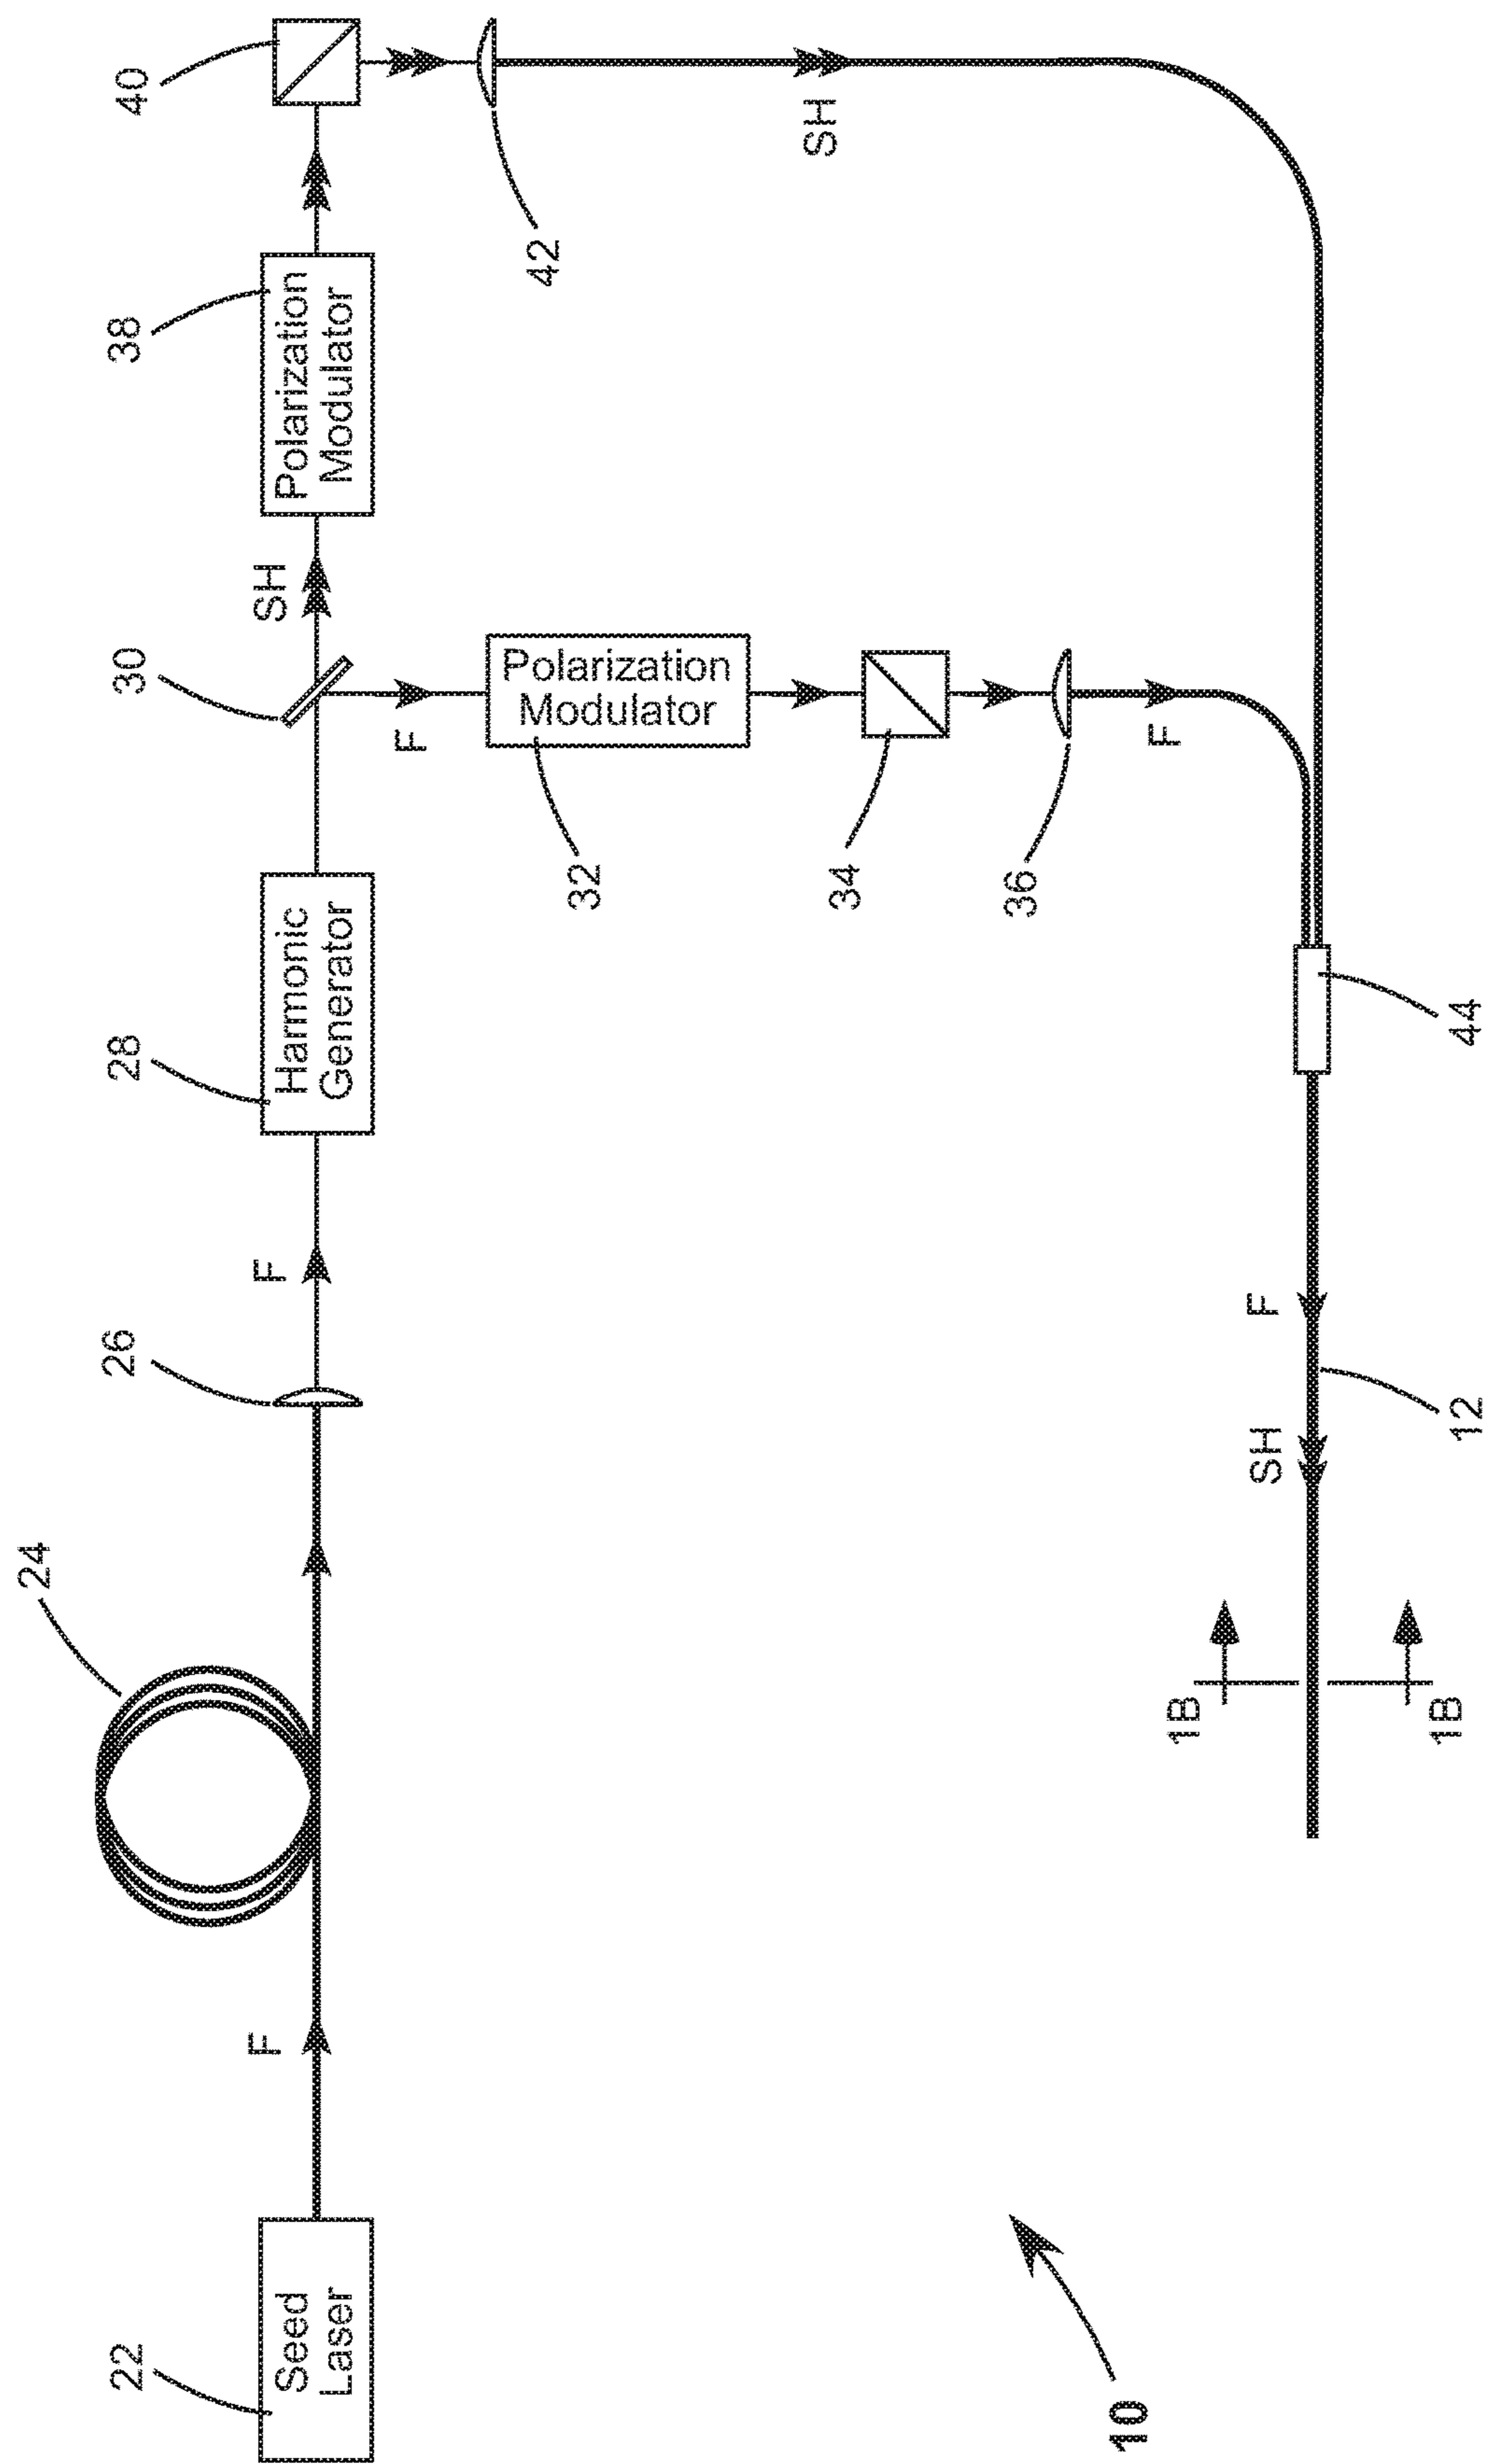 24
22
Seed
Laser
F
26
F
28
Harmonic
Generator
30
SH
38
Polarization
Modulator
40
F
32
Polarization
Modulator
34
36
F
42
SH
10
1B
1B
SH
F
12
44